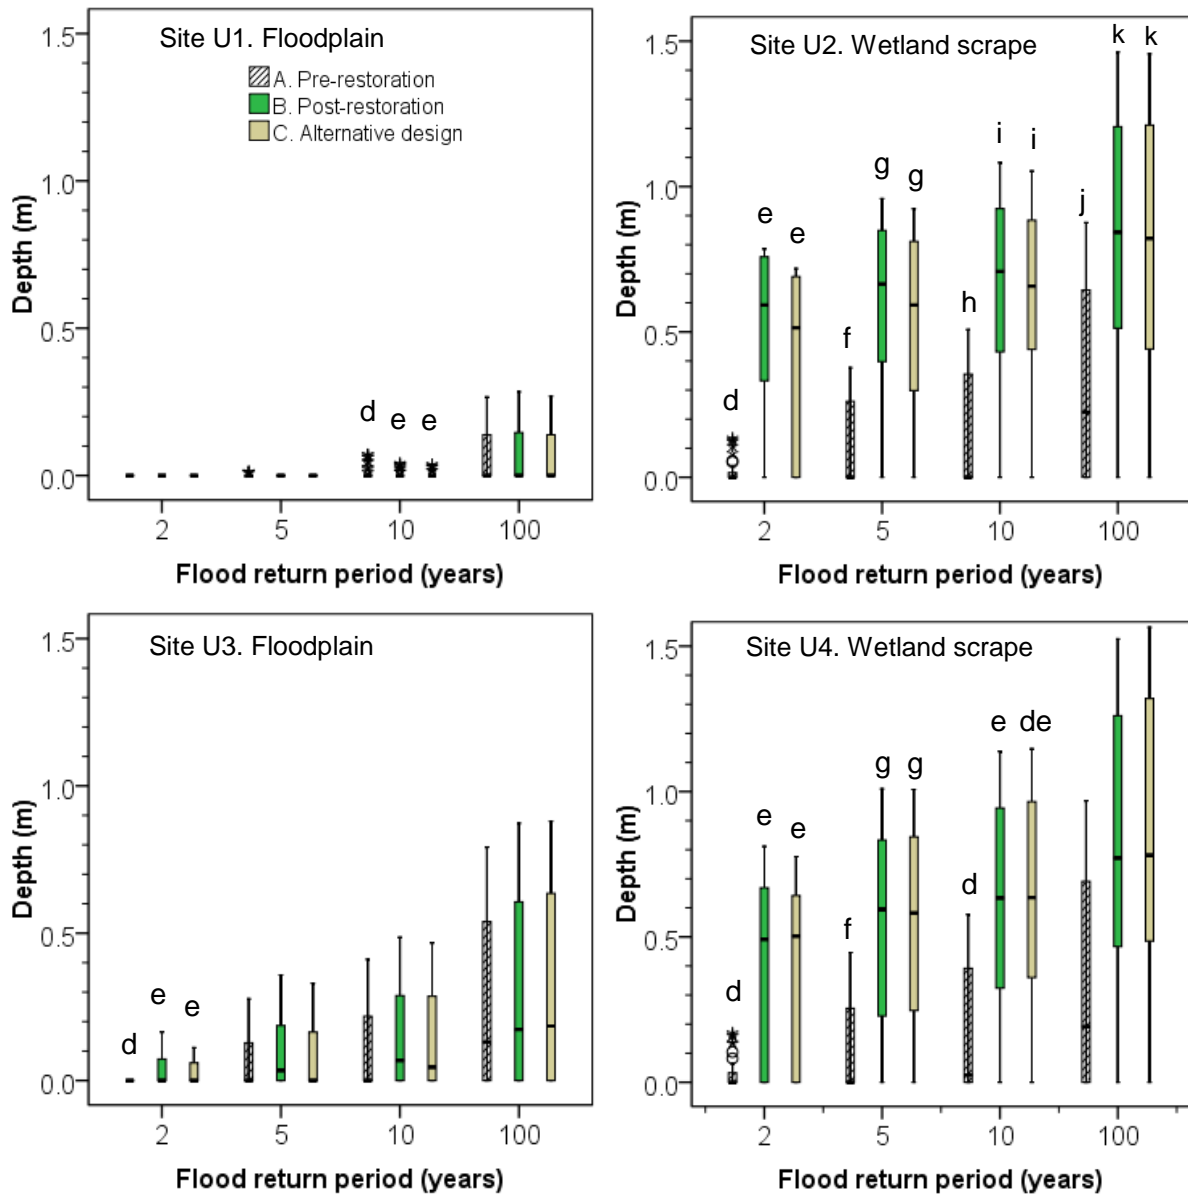 Site U1. Floodplain
A. Pre-restoration
B. Post-restoration
C. Alternative design
1.5
1.0
0.5
0.0
Depth (m)
d e e
2 5 10 100
Flood return period (years)
Site U2. Wetland scrape
1.5
1.0
0.5
0.0
Depth (m)
d e e f g g h i i j k k
2 5 10 100
Flood return period (years)
Site U3. Floodplain
1.5
1.0
0.5
0.0
Depth (m)
d e e
2 5 10 100
Flood return period (years)
Site U4. Wetland scrape
1.5
1.0
0.5
0.0
Depth (m)
d e e f g g d e de
2 5 10 100
Flood return period (years)